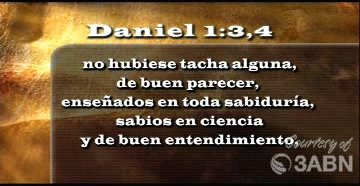 Daniel 1:3,4
no hubiese tacha alguna,
de buen parecer,
enseñados en toda sabiduría,
sabios en ciencia
y de buen entendimiento.
Courtesy of
3ABN